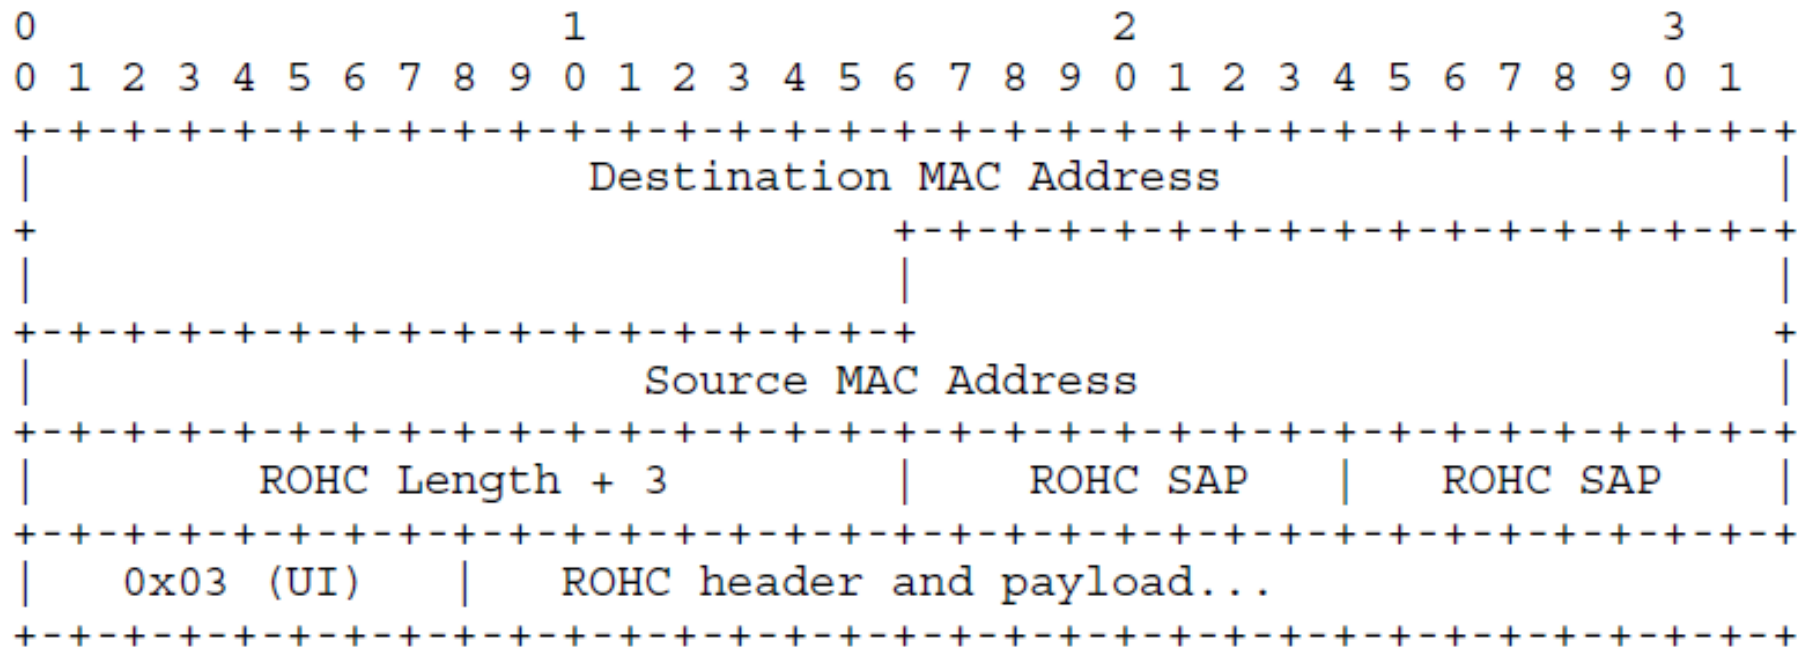 0                   1                   2                   3
0 1 2 3 4 5 6 7 8 9 0 1 2 3 4 5 6 7 8 9 0 1 2 3 4 5 6 7 8 9 0 1
+-+-+-+-+-+-+-+-+-+-+-+-+-+-+-+-+-+-+-+-+-+-+-+-+-+-+-+-+-+-+-+-+
|                    Destination MAC Address                    |
+                               +-+-+-+-+-+-+-+-+-+-+-+-+-+-+-+-+
|                               |                               |
+-+-+-+-+-+-+-+-+-+-+-+-+-+-+-+-+                               +
|                      Source MAC Address                       |
+-+-+-+-+-+-+-+-+-+-+-+-+-+-+-+-+-+-+-+-+-+-+-+-+-+-+-+-+-+-+-+-+
|        ROHC Length + 3        |    ROHC SAP   |   ROHC SAP    |
+-+-+-+-+-+-+-+-+-+-+-+-+-+-+-+-+-+-+-+-+-+-+-+-+-+-+-+-+-+-+-+-+
|   0x03 (UI)   |   ROHC header and payload...
+-+-+-+-+-+-+-+-+-+-+-+-+-+-+-+-+-+-+-+-+-+-+-+-+-+-+-+-+-+-+-+-+